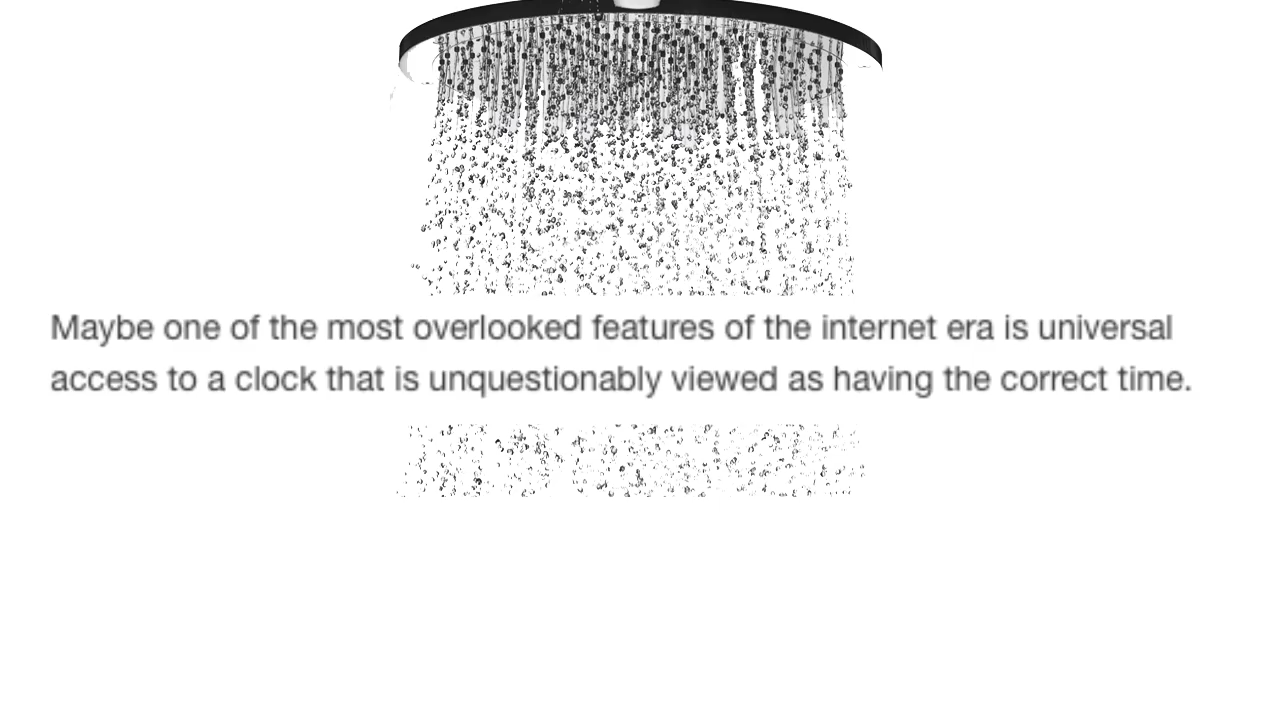 Maybe one of the most overlooked features of the internet era is universal
access to a clock that is unquestionably viewed as having the correct time.